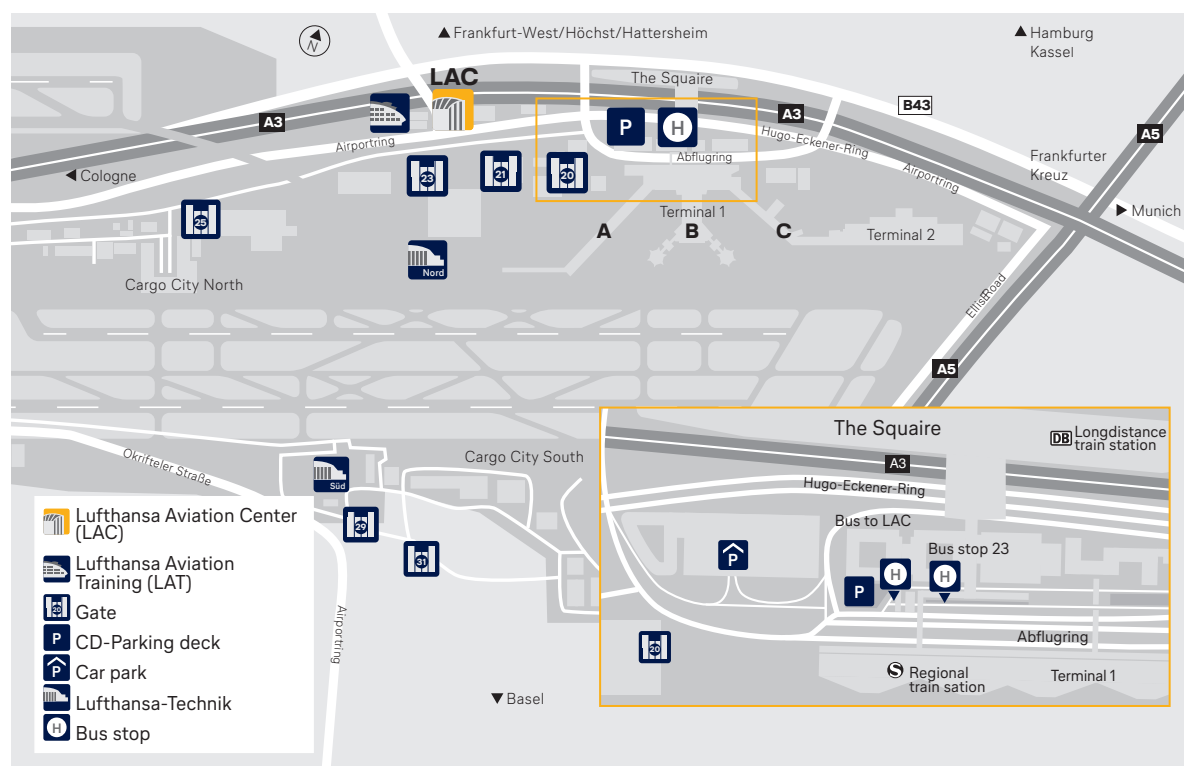 N
Frankfurt-West/Höchst/Hattersheim
Hamburg
Kassel
LAC
The Squaire
B43
A3
P
H
A3
A5
Airportring
Hugo-Eckener-Ring
Abflugring
Airportring
Frankfurter
Kreuz
Cologne
23
21
20
Munich
25
Terminal 1
A
B
C
Terminal 2
Nord
Cargo City North
Road
A5
Okrifteler Straße
Cargo City South
Süd
29
31
Airportring
Basel
Lufthansa Aviation Center
(LAC)
Lufthansa Aviation
Training (LAT)
20
Gate
P
CD-Parking deck
P
Car park
Lufthansa-Technik
H
Bus stop
The Squaire
DB
Longdistance
train station
A3
Hugo-Eckener-Ring
Bus to LAC
Bus stop 23
P
H
H
P
Abflugring
20
S
Regional
train sation
Terminal 1